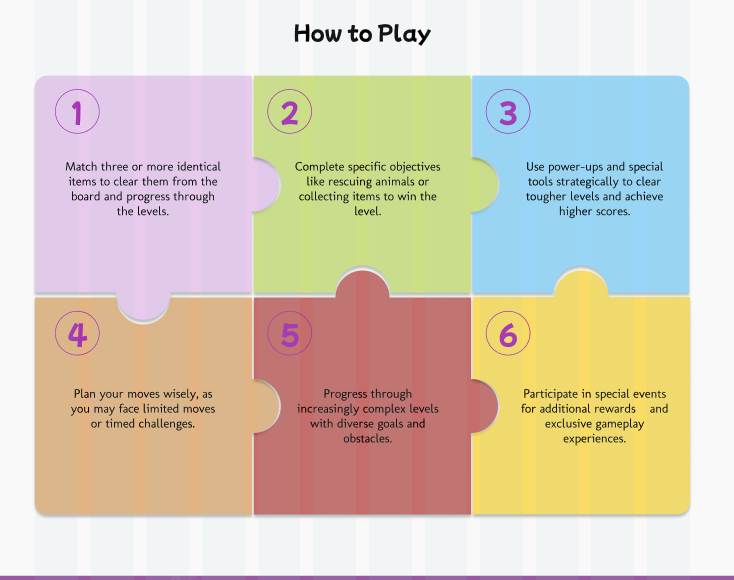 How to Play
1
Match three or more identical
items to clear them from the
board and progress through
the levels.
2
Complete specific objectives
like rescuing animals or
collecting items to win the
level.
3
Use power-ups and special
tools strategically to clear
tougher levels and achieve
higher scores.
4
Plan your moves wisely, as
you may face limited moves
or timed challenges.
5
Progress through
increasingly complex levels
with diverse goals and
obstacles.
6
Participate in special events
for additional rewards and
exclusive gameplay
experiences.